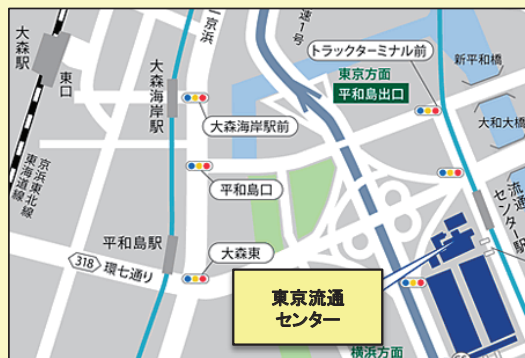 大森駅
東口
京浜東北線
東海道線
大森海岸駅
一京浜
速1号
大森海岸駅前
平和島口
平和島駅
318 環七通り
大森東
トラックターミナル前
東京方面
平和島出口
新平和橋
大和大橋
流通センター駅
東京流通
センター
横浜方面